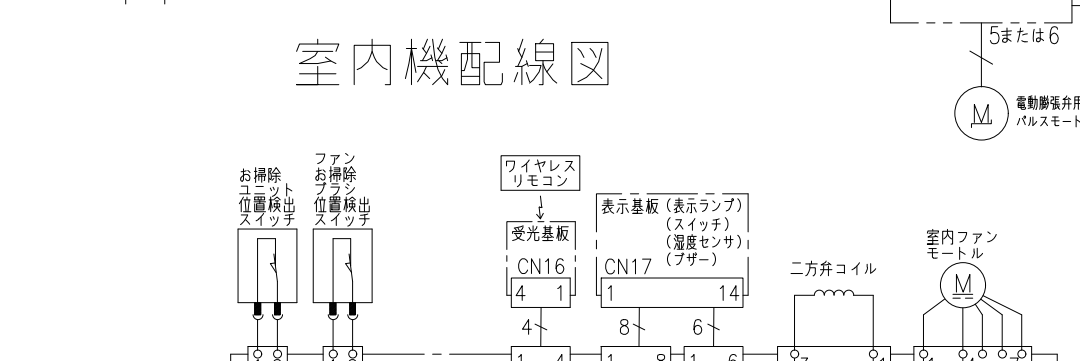 5または6
室内機配線図
M
電動膨張弁用
パルスモート
お掃除
ユニット
位置検出
スイッチ
ファン
お掃除
ブラシ
位置検出
スイッチ
ワイヤレス
リモコン
受光基板
CN16
4 1
4
表示基板（表示ランプ）
（スイッチ）
（湿度センサ）
（ブザー）
CN17
1 14
8 6
二方弁コイル
室内ファン
モートル
M
1 4
1 8
1 6